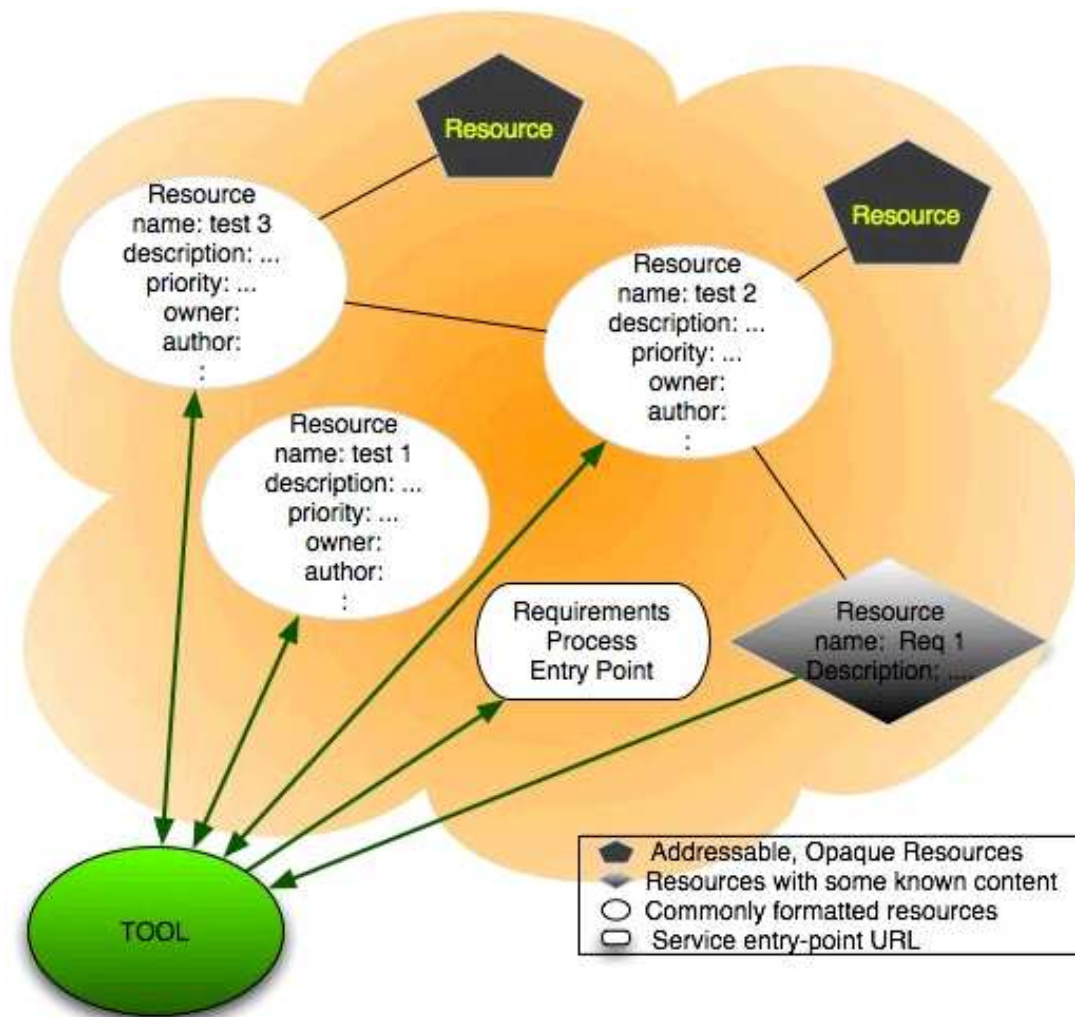 Resource
Resource
Resource
name: test 3
description: ...
priority: ...
owner:
author:
:
Resource
name: test 2
description: ...
priority: ...
owner:
author:
:
Resource
name: test 1
description: ...
priority: ...
owner:
author:
:
Requirements
Process
Entry Point
Resource
name: Req 1
Description: ....
TOOL
Addressable, Opaque Resources
Resources with some known content
Commonly formatted resources
Service entry-point URL